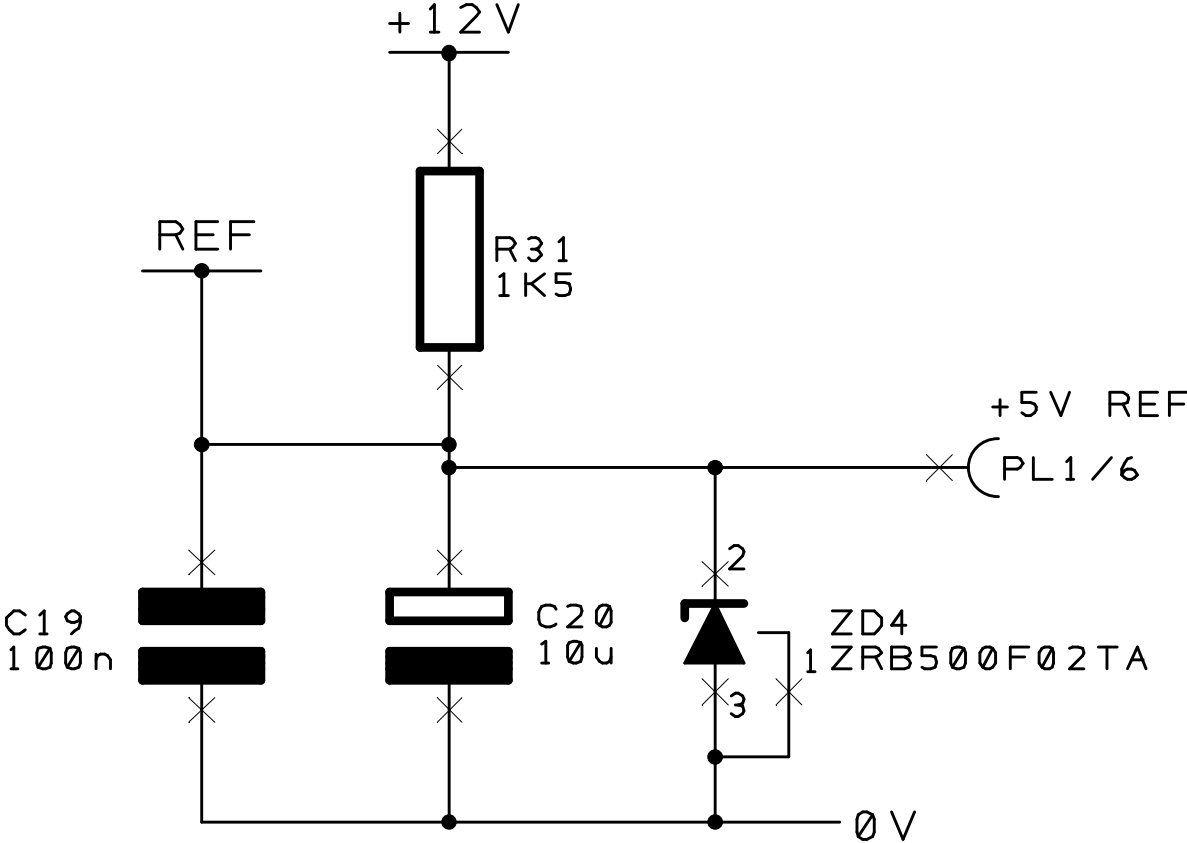 +12V
REF
R31
1K5
+5V REF
PL1/6
2
C19
100n
C20
10u
ZD4
1 ZRB500F02TA
3
0V